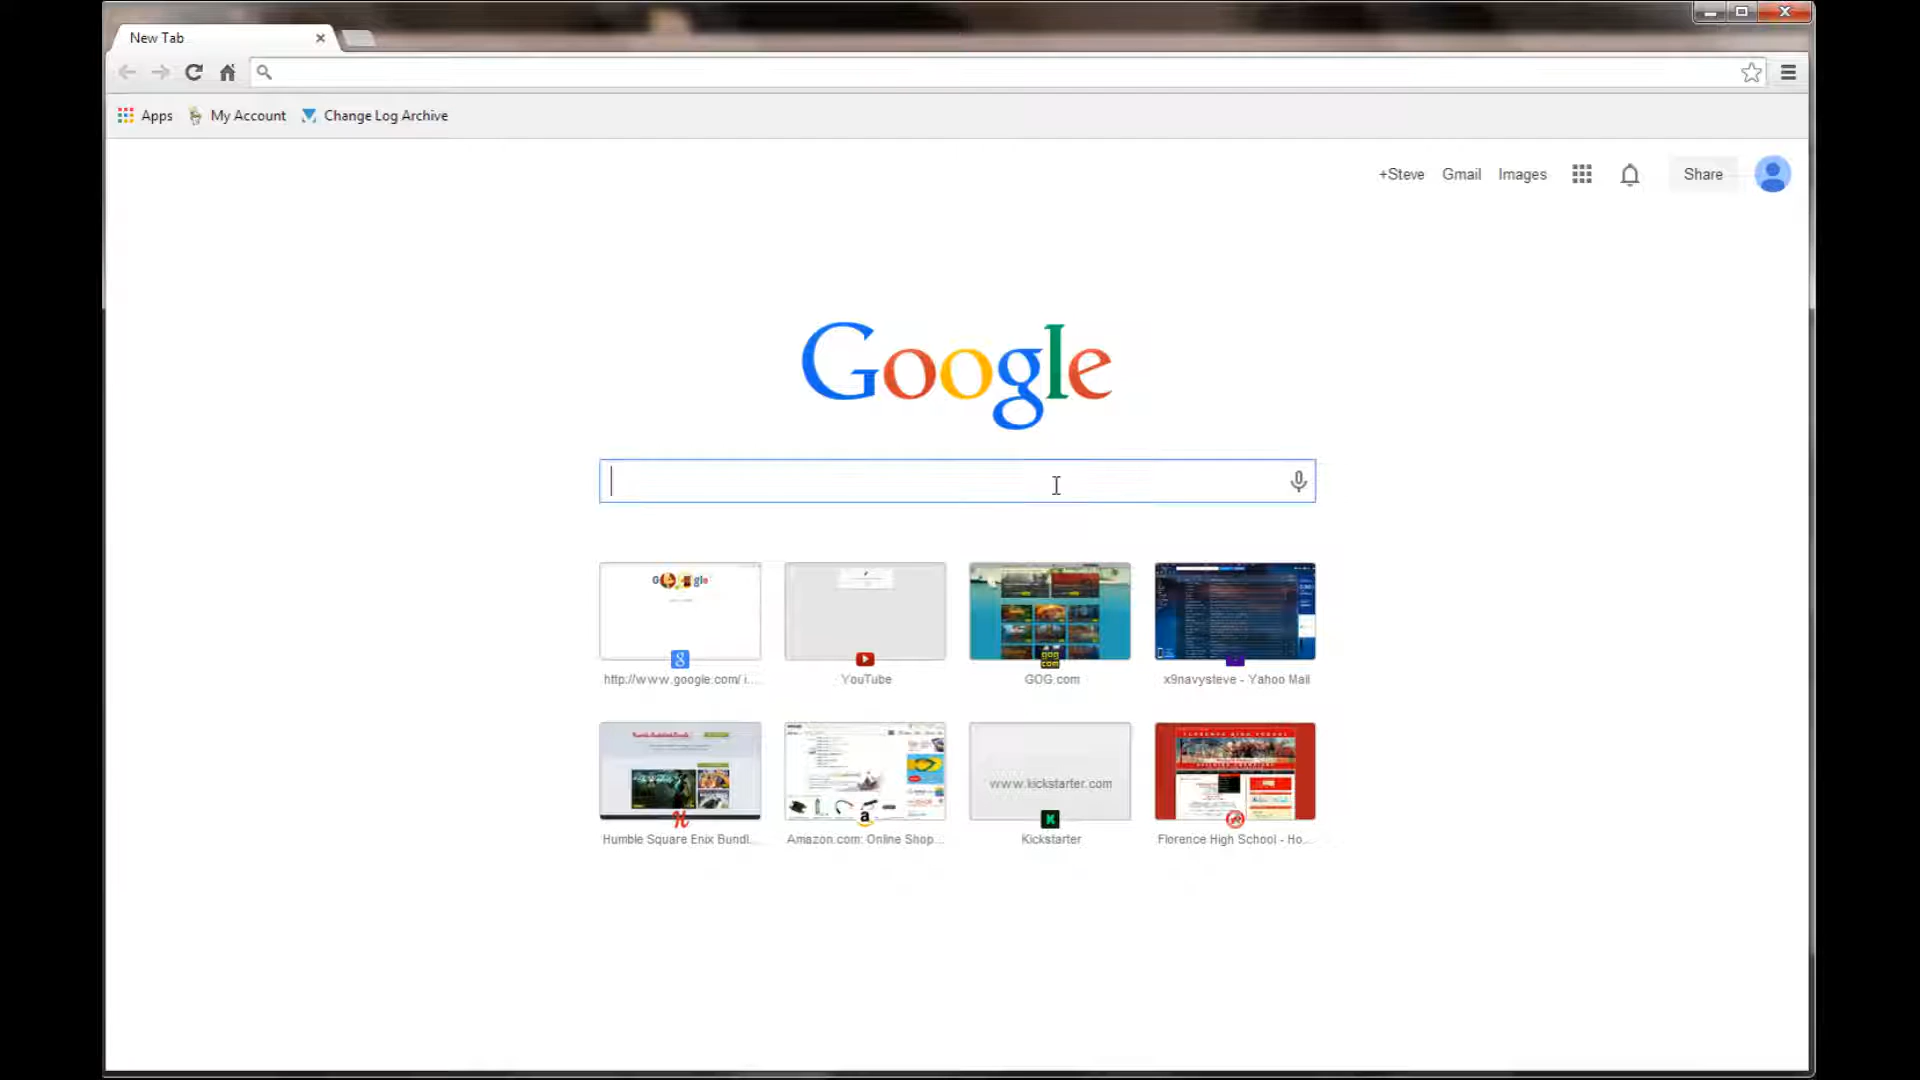 New Tab
Apps My Account Change Log Archive
+Steve Gmail Images Share
Google
http://www.google.com/ i... YouTube GOG.com x9navysteve - Yahoo Mail
www.kickstarter.com
Humble Square Enix Bundl... Amazon.com: Online Shop... Kickstarter Florence High School - Ho...